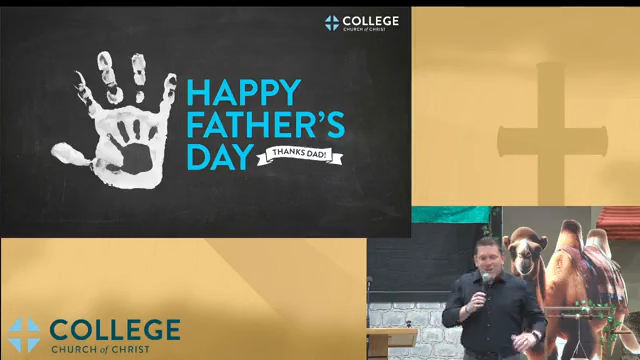 COLLEGE
CHURCH of CHRIST
HAPPY
FATHER'S
DAY
THANKS DAD!
COLLEGE
CHURCH of CHRIST